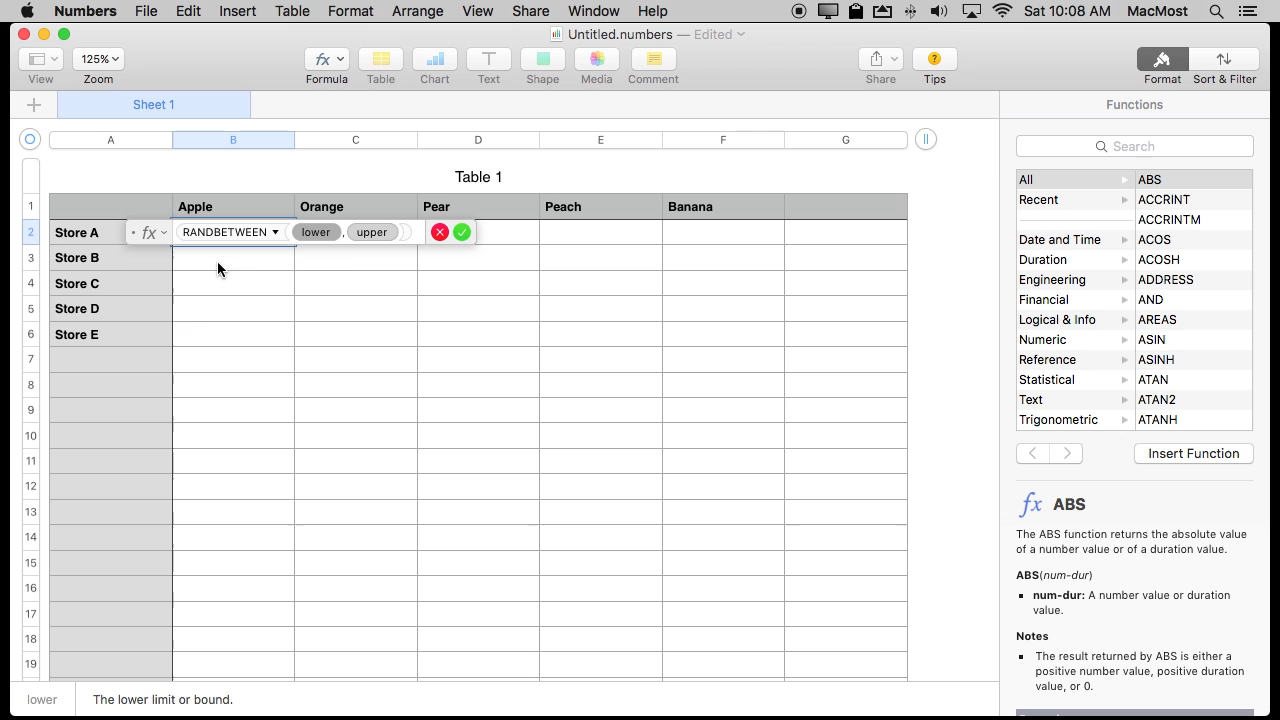 Numbers File Edit Insert Table Format Arrange View Share Window Help Sat 10:08 AM MacMost
Untitled.numbers — Edited
125%
View Zoom Formula Table Chart Text Shape Media Comment Share Tips Format Sort & Filter
Sheet 1
Functions
A B C D E F G
Search
Table 1
1 Apple Orange Pear Peach Banana
2 Store A fx RANDBETWEEN lower , upper
3 Store B
4 Store C
5 Store D
6 Store E
7
8
9
10
11
12
13
14
15
16
17
18
19
All
Recent
Date and Time
Duration
Engineering
Financial
Logical & Info
Numeric
Reference
Statistical
Text
Trigonometric
ABS
ACCRINT
ACCRINTM
ACOS
ACOSH
ADDRESS
AND
AREAS
ASIN
ASINH
ATAN
ATAN2
ATANH
Insert Function
fx ABS
The ABS function returns the absolute value
of a number value or of a duration value.
ABS(num-dur)
▪ num-dur: A number value or duration
value.
Notes
▪ The result returned by ABS is either a
positive number value, positive duration
value, or 0.
lower The lower limit or bound.